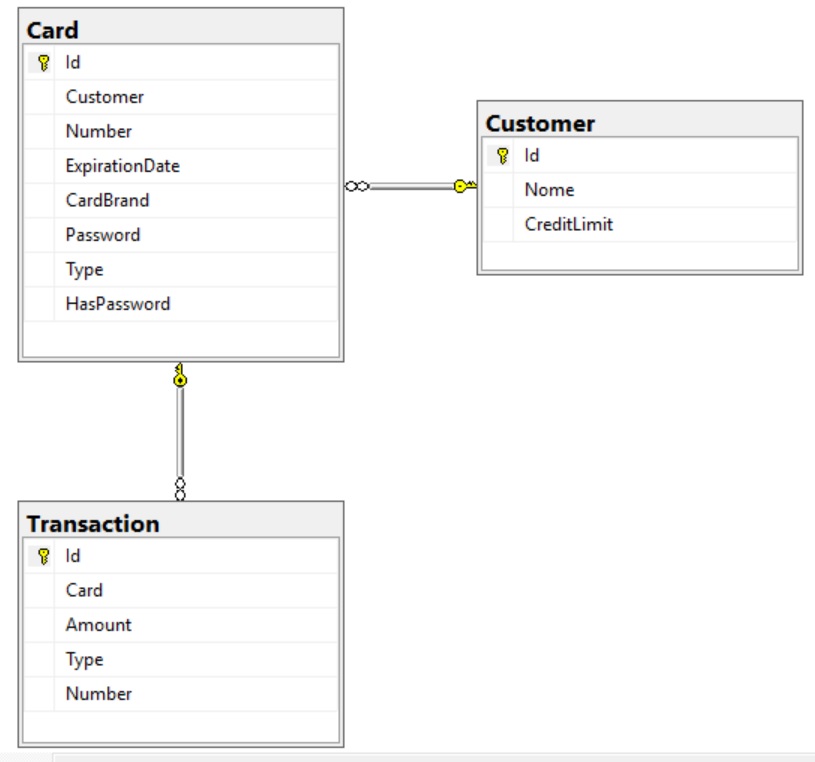 Card
Id
Customer
Number
ExpirationDate
CardBrand
Password
Type
HasPassword
Customer
Id
Nome
CreditLimit
Transaction
Id
Card
Amount
Type
Number